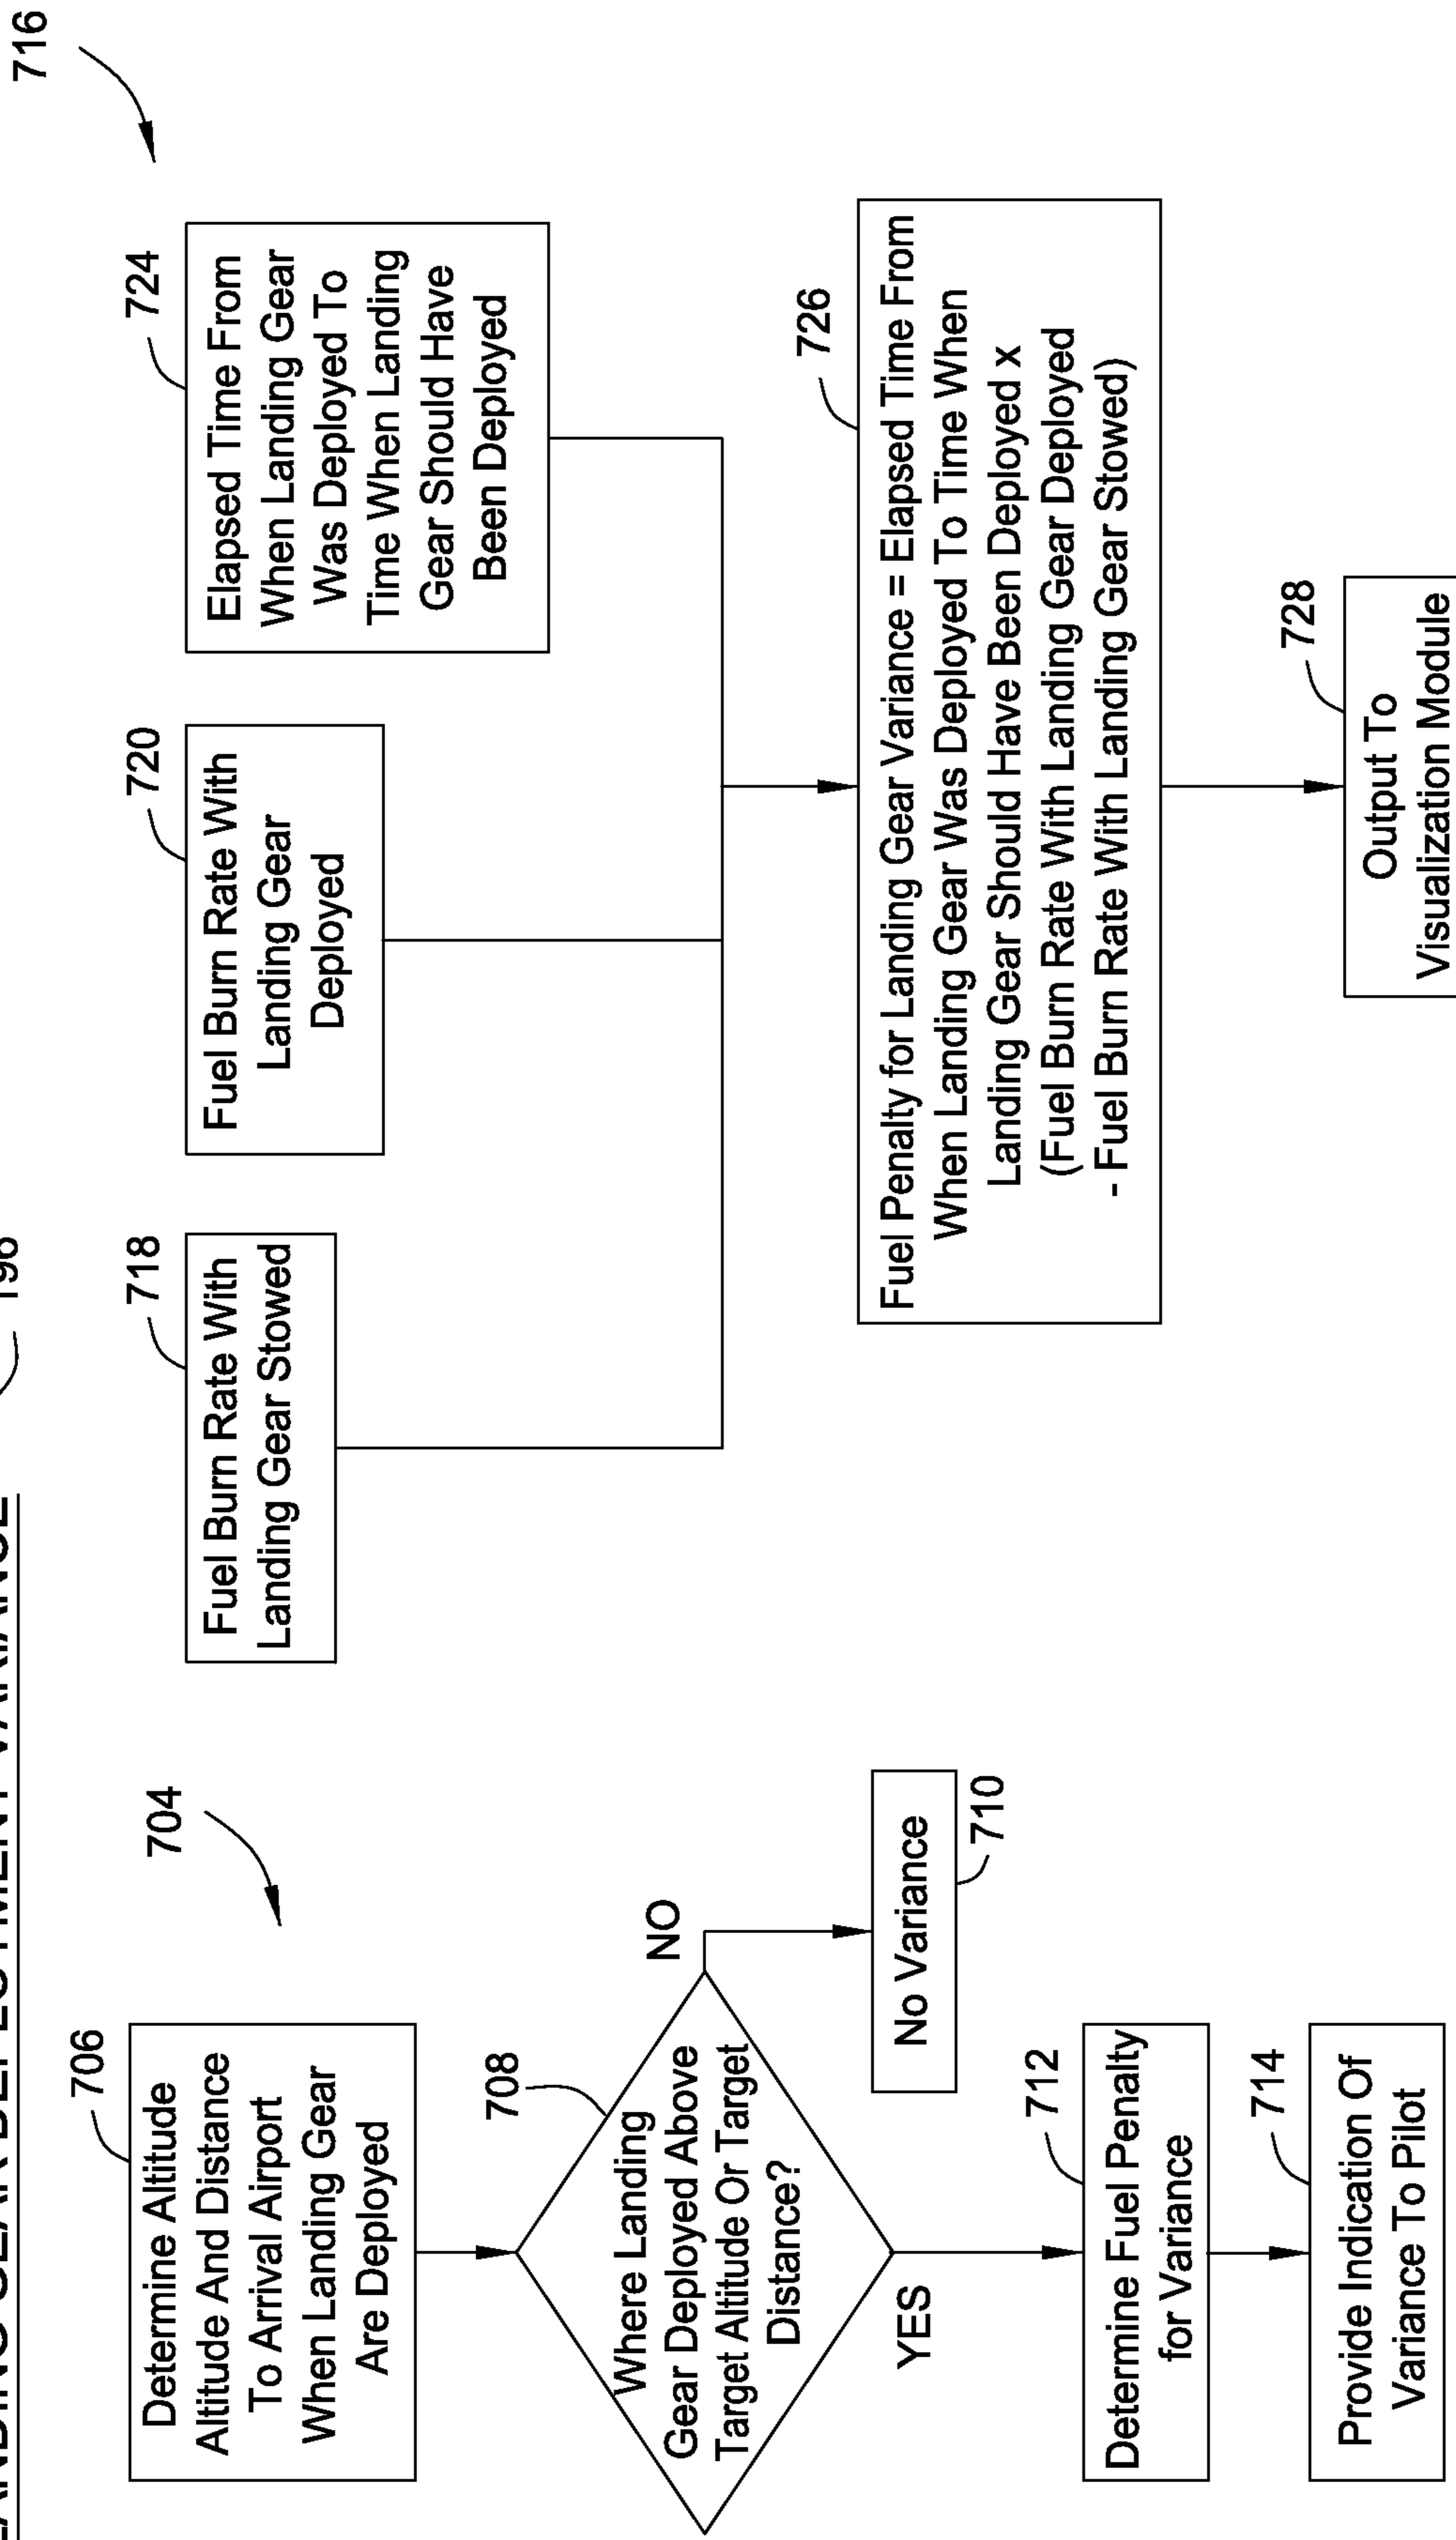 LANDING GEAR DEPLOYMENT VARIANCE
704
706
Determine Altitude
Altitude And Distance
To Arrival Airport
When Landing Gear
Are Deployed
708
Where Landing
Gear Deployed Above
Target Altitude Or Target
Distance?
NO
No Variance
710
YES
712
Determine Fuel Penalty
for Variance
714
Provide Indication Of
Variance To Pilot
716
718
Fuel Burn Rate With
Landing Gear Stowed
720
Fuel Burn Rate With
Landing Gear
Deployed
724
Elapsed Time From
When Landing Gear
Was Deployed To
Time When Landing
Gear Should Have
Been Deployed
726
Fuel Penalty for Landing Gear Variance = Elapsed Time From
When Landing Gear Was Deployed To Time When
Landing Gear Should Have Been Deployed x
(Fuel Burn Rate With Landing Gear Deployed
- Fuel Burn Rate With Landing Gear Stowed)
728
Output To
Visualization Module